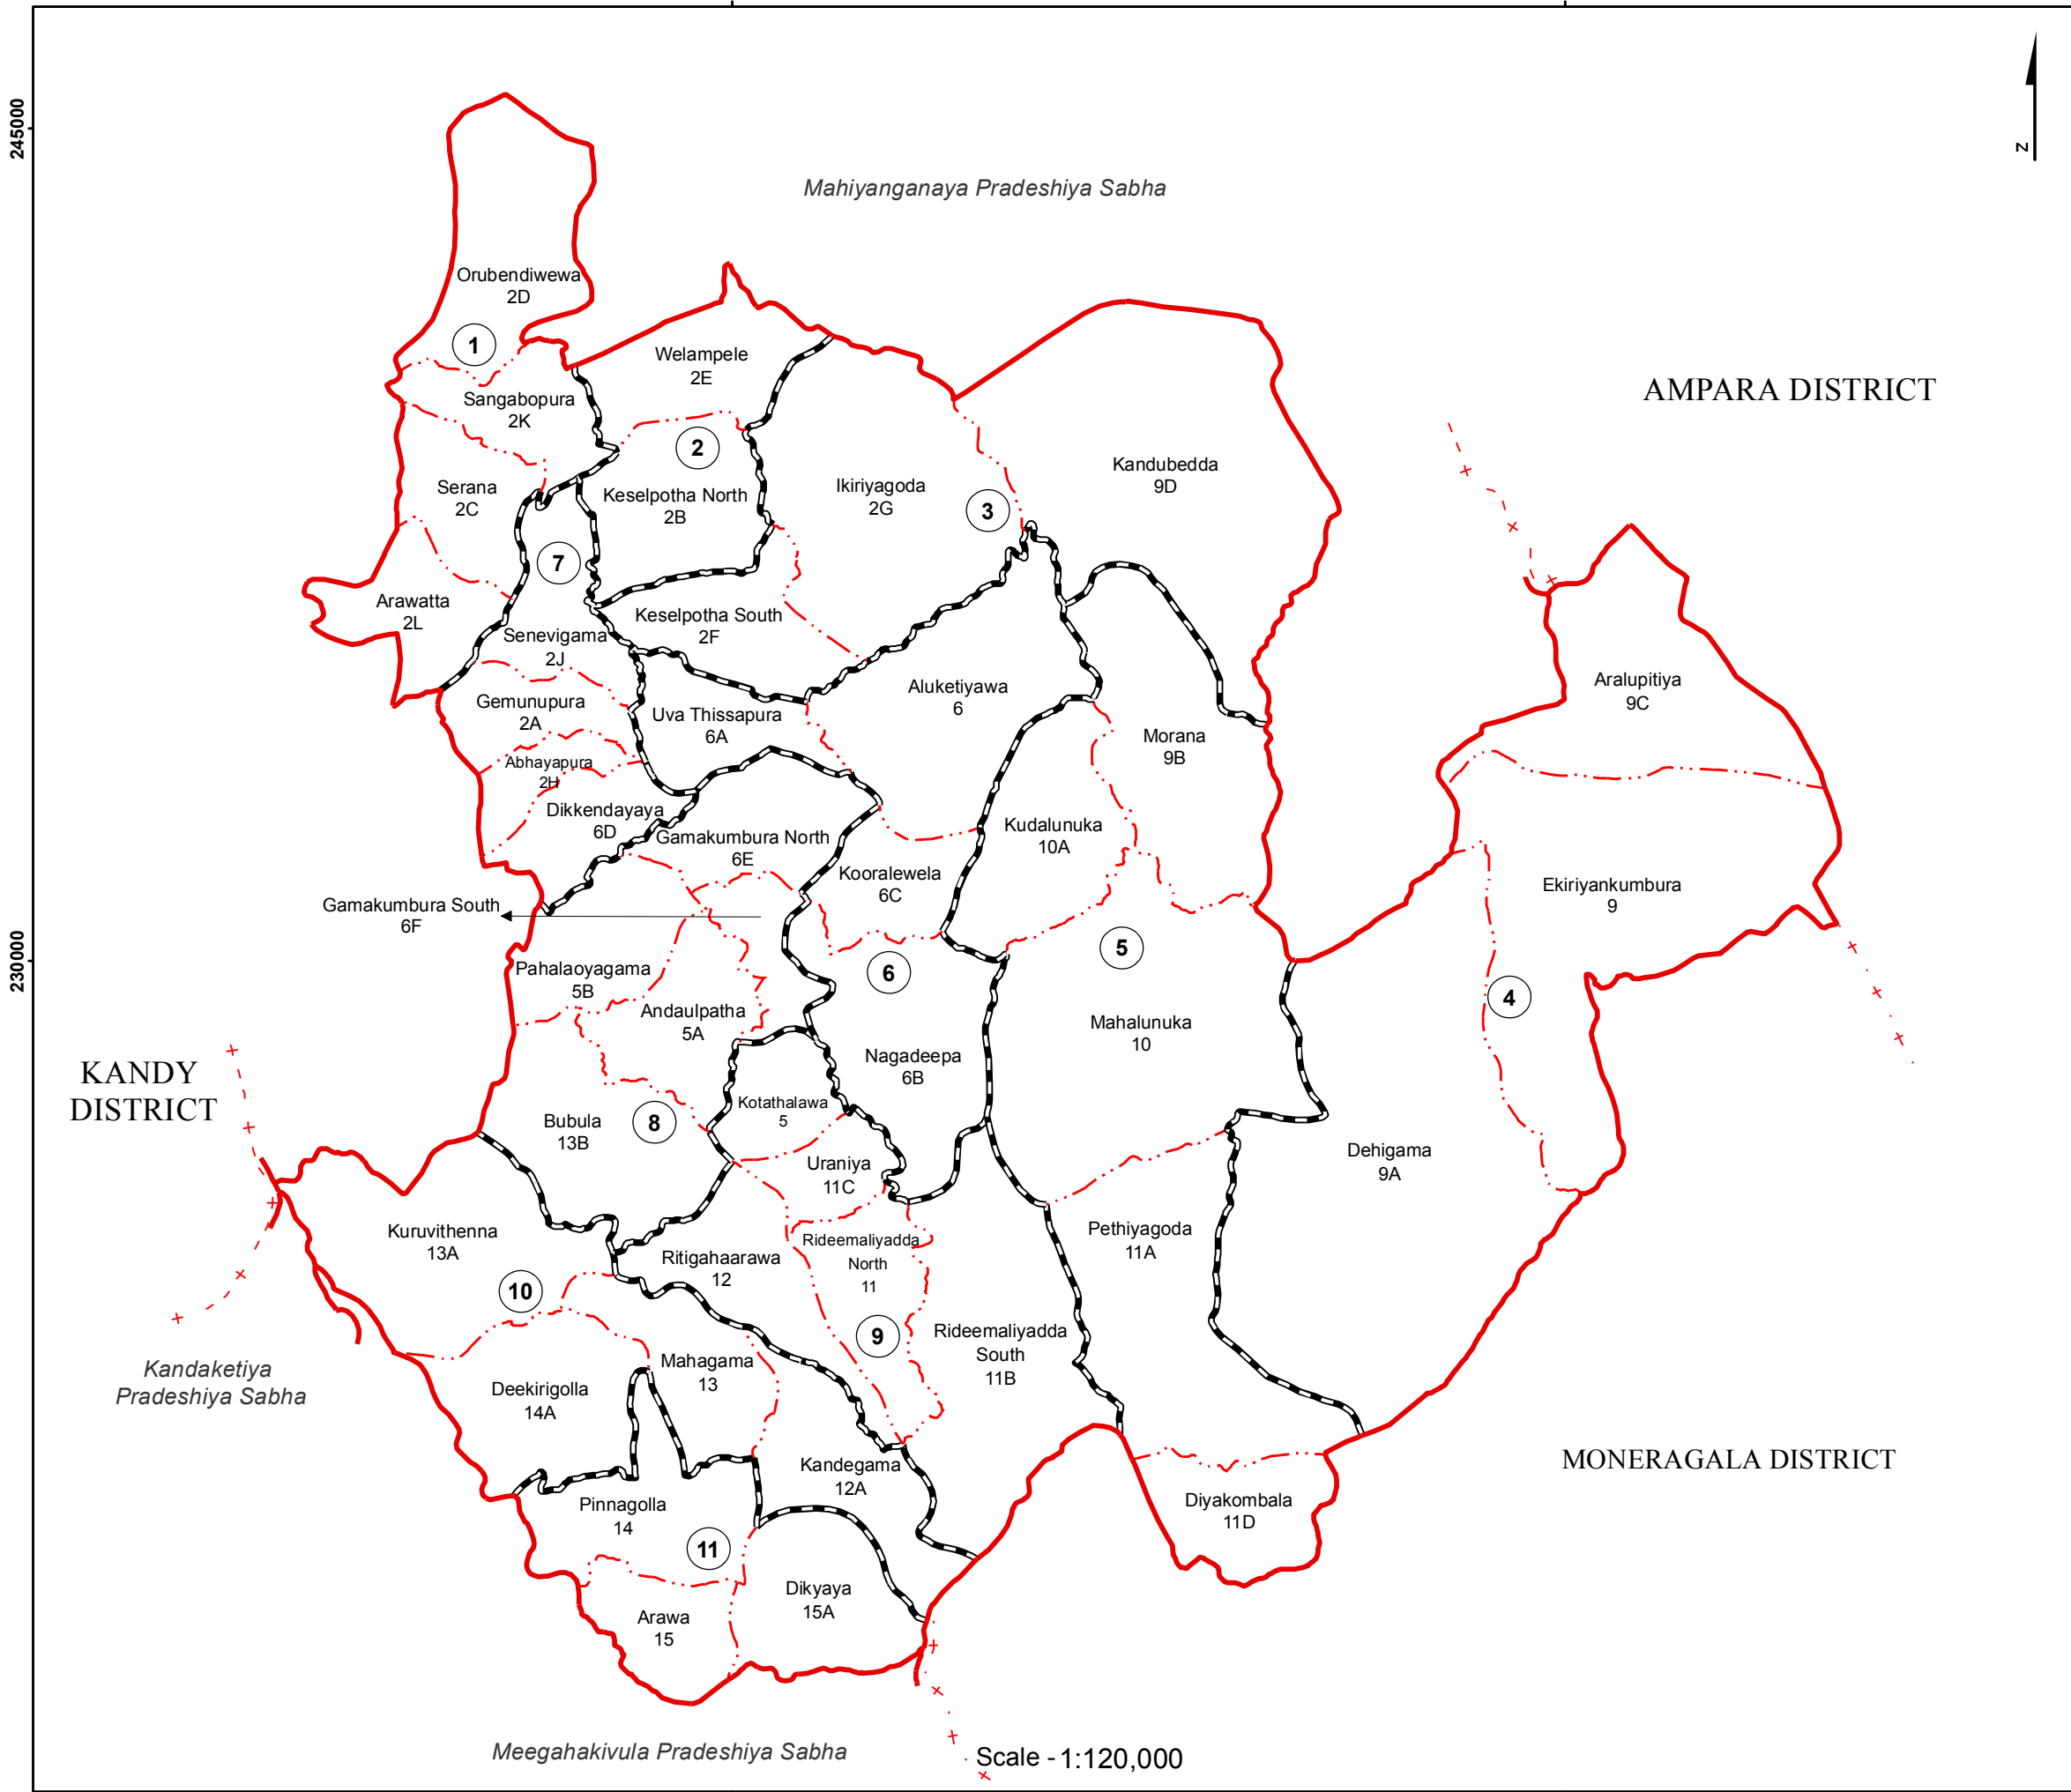 245000
Z
Mahiyanganaya Pradeshiya Sabha
Orubendiwewa
2D
1
Welampele
2E
Sangabopura
2K
AMPARA DISTRICT
2
Kandubedda
9D
Serana
2C
Keselpotha North
2B
Ikiriyagoda
2G
3
7
Arawatta
2L
Keselpotha South
2F
Senevigama
2J
Gemunupura
2A
Uva Thissapura
6A
Aluketiyawa
6
Aralupitiya
9C
Morana
9B
Abhayapura
2H
Dikkendayaya
6D
Gamakumbura North
6E
Kudalunuka
10A
Kooralewela
6C
Ekiriyankumbura
9
Gamakumbura South
6F
230000
Pahalaoyagama
5B
6
5
4
Andaulpatha
5A
Mahalunuka
10
Nagadeepa
6B
KANDY
DISTRICT
Kotathalawa
5
Bubula
13B
8
Uraniya
11C
Dehigama
9A
Kuruvithenna
13A
Ritigahaarawa
12
Rideemaliyadda
North
11
Pethiyagoda
11A
10
9
Rideemaliyadda
South
11B
Kandaketiya
Pradeshiya Sabha
Mahagama
13
Deekirigolla
14A
Kandegama
12A
MONERAGALA DISTRICT
Pinnagolla
14
Diyakombala
11D
11
Dikyaya
15A
Arawa
15
Meegahakivula Pradeshiya Sabha
Scale - 1:120,000